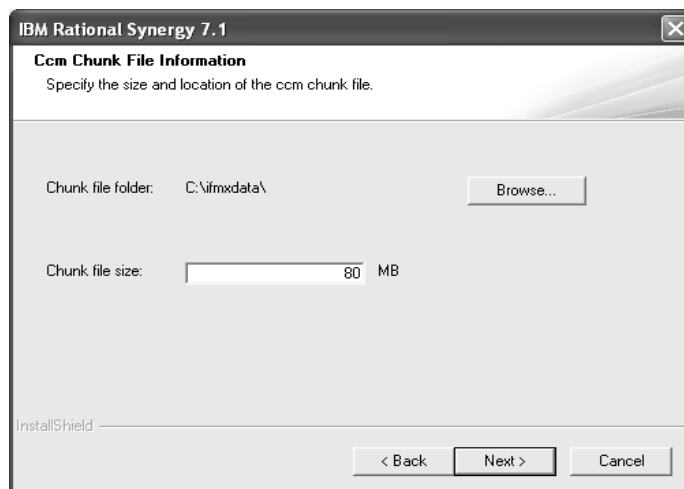 IBM Rational Synergy 7.1
Ccm Chunk File Information
Specify the size and location of the ccm chunk file.
Chunk file folder: C:\ifmxdata\ Browse...
Chunk file size: 80 MB
InstallShield
< Back Next > Cancel